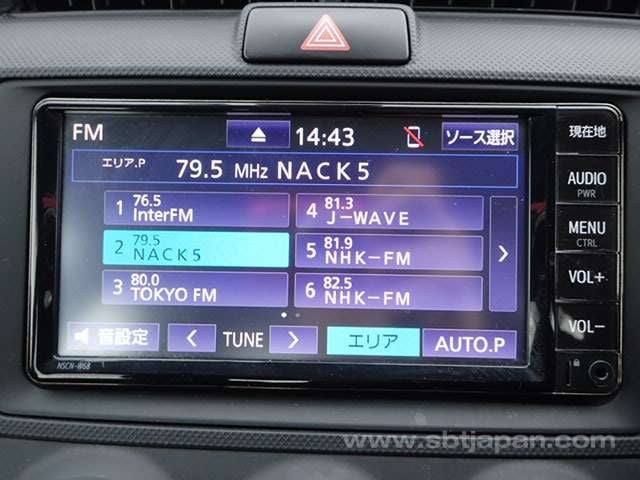 FM
14:43
ソース選択
現在地
エリア.P 79.5 MHz NACK5
AUDIO
PWR
1 76.5 InterFM
4 81.3 J-WAVE
MENU
CTRL
2 79.5 NACK5
5 81.9 NHK-FM
VOL+
3 80.0 TOKYO FM
6 82.5 NHK-FM
VOL-
音設定
TUNE
エリア
AUTO.P
NSCN-W68
www.sbtjapan.com